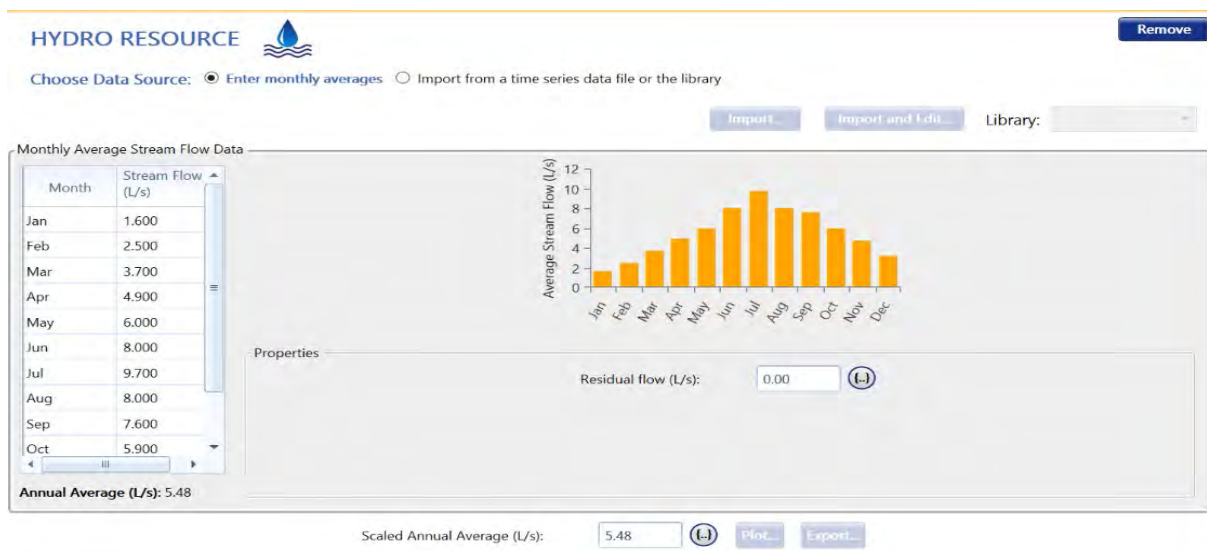 HYDRO RESOURCE
Remove
Choose Data Source: Enter monthly averages Import from a time series data file or the library
Import... Import and Edit... Library:
Monthly Average Stream Flow Data
Month Stream Flow (L/s)
Jan 1.600
Feb 2.500
Mar 3.700
Apr 4.900
May 6.000
Jun 8.000
Jul 9.700
Aug 8.000
Sep 7.600
Oct 5.900
Annual Average (L/s): 5.48
Average Stream Flow (L/s)
12
10
8
6
4
2
0
Jan Feb Mar Apr May Jun Jul Aug Sep Oct Nov Dec
Properties
Residual flow (L/s): 0.00 {..}
Scaled Annual Average (L/s): 5.48 {..} Plot... Export...